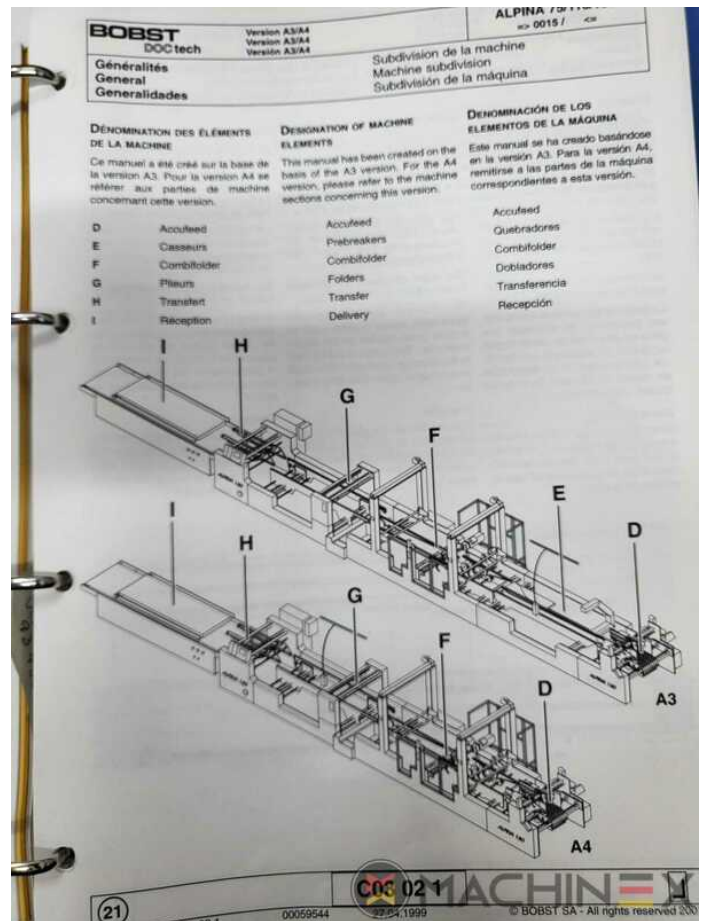 BOBST
DOCtech
Version A3/A4
Version A3/A4
Versión A3/A4
ALPINA
=> 0015 / <=
Généralités
General
Generalidades
Subdivision de la machine
Machine subdivision
Subdivisión de la máquina
DÉNOMINATION DES ÉLÉMENTS
DE LA MACHINE
Ce manuel a été créé sur la base de
la version A3. Pour la version A4 se
référer aux parties de machine
concernant cette version.
DESIGNATION OF MACHINE
ELEMENTS
This manual has been created on the
basis of the A3 version. For the A4
version, please refer to the machine
sections concerning this version.
DENOMINACIÓN DE LOS
ELEMENTOS DE LA MÁQUINA
Este manual se ha creado basándose
en la versión A3. Para la versión A4,
remitirse a las partes de la máquina
correspondientes a esta versión.
D Accufeed Accufeed Accufeed
E Casseurs Prebreakers Quebradores
F Combifolder Combifolder Combifolder
G Plieurs Folders Dobladores
H Transfert Transfer Transferencia
I Réception Delivery Recepción
I
H
G
F
E
D
A3
I
H
G
F
D
A4
MACHINEX
21
00059544
C03 02 1
27.04.1999
© BOBST SA - All rights reserved 200